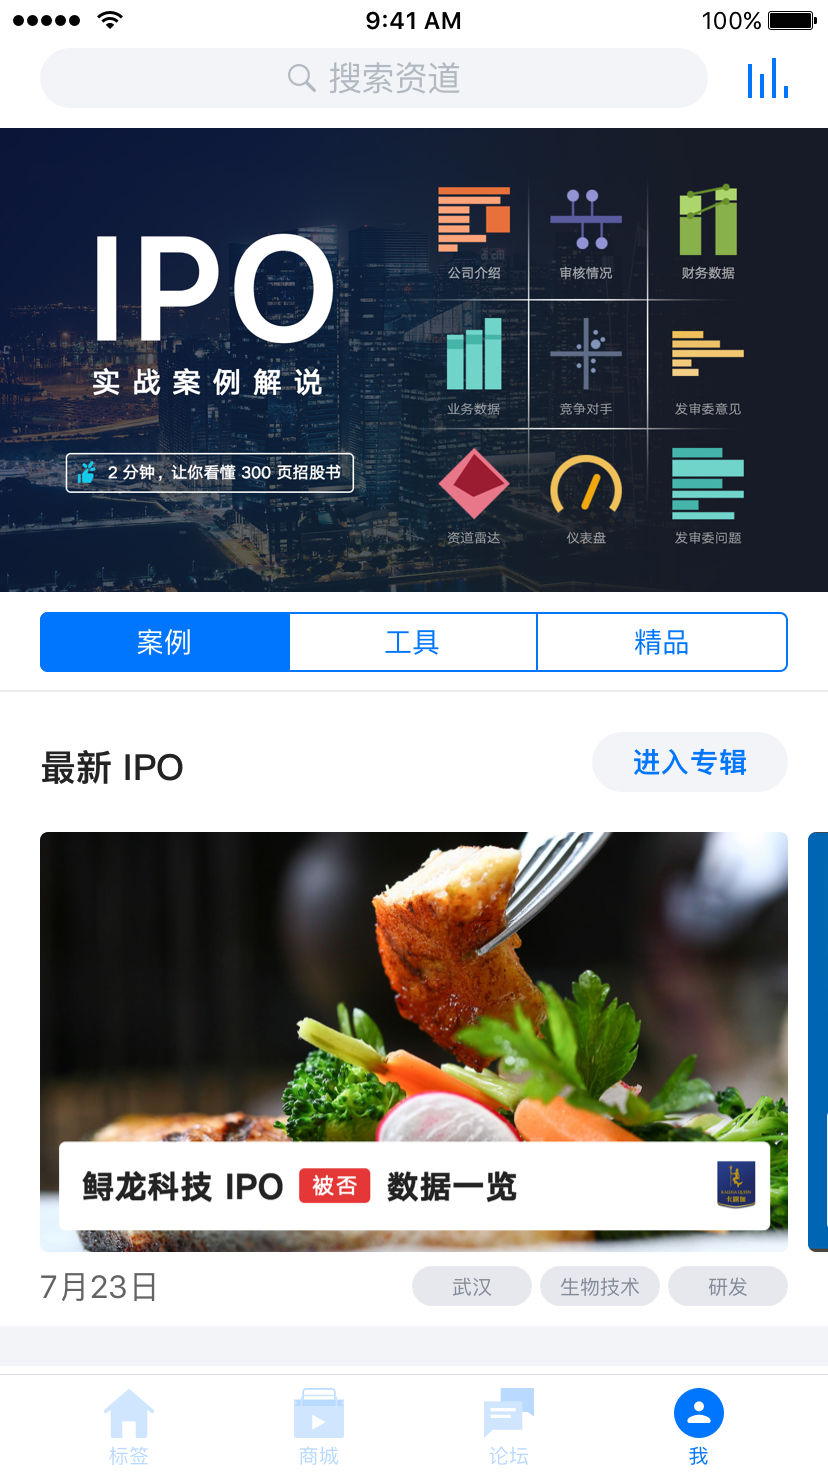 9:41 AM
100%
搜索资道
IPO
实战案例解说
2 分钟，让你看懂 300 页招股书
公司介绍
审核情况
财务数据
业务数据
竞争对手
发审委意见
资道雷达
仪表盘
发审委问题
案例
工具
精品
最新 IPO
进入专辑
鲟龙科技 IPO 被否 数据一览
7月23日
武汉
生物技术
研发
标签
商城
论坛
我